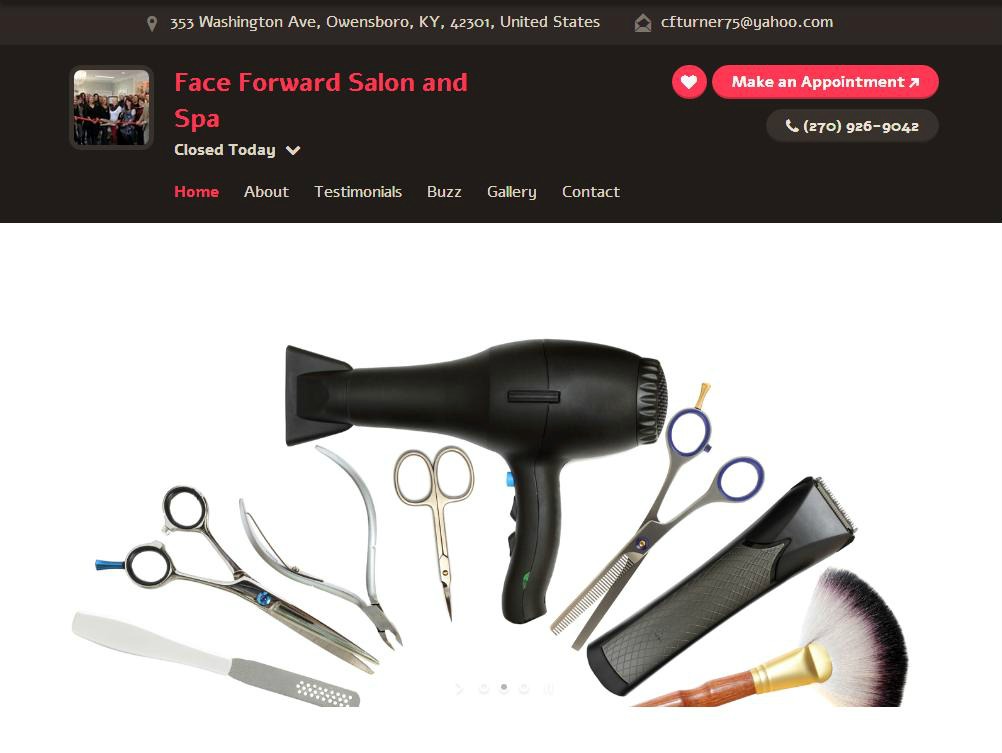 353 Washington Ave, Owensboro, KY, 42301, United States
cfturner75@yahoo.com
Face Forward Salon and
Spa
Make an Appointment
(270) 926-9042
Closed Today
Home About Testimonials Buzz Gallery Contact